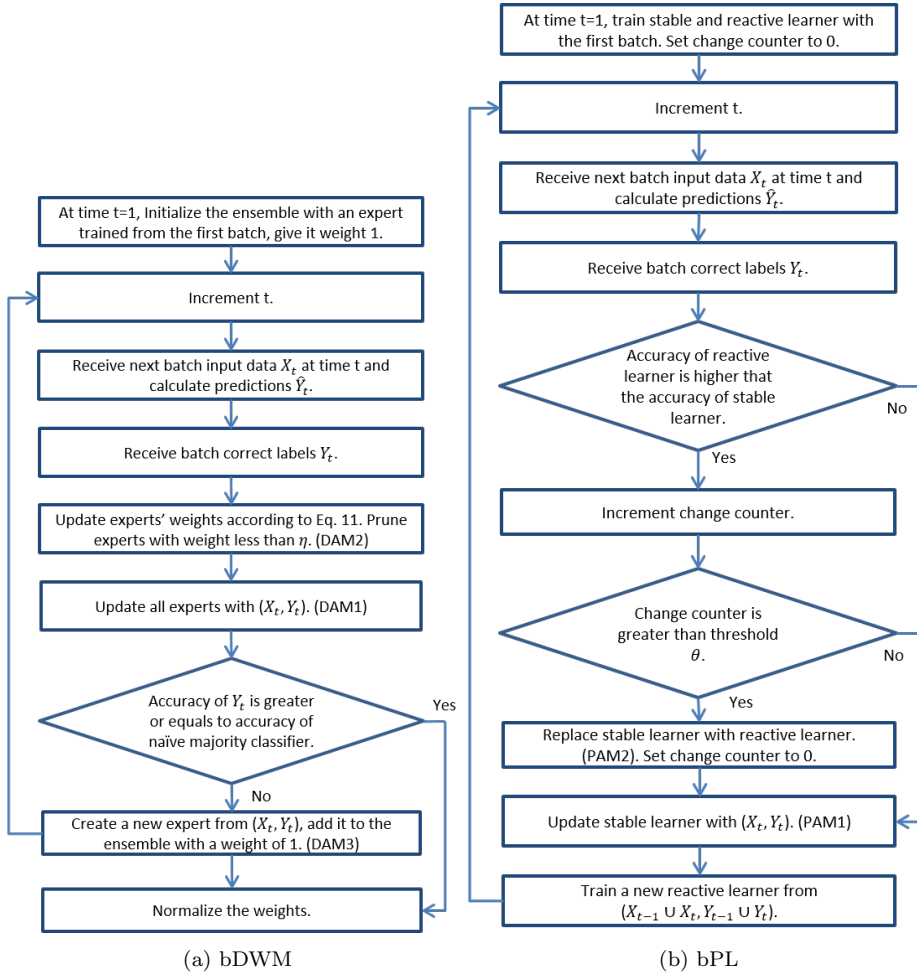 At time t=1, Initialize the ensemble with an expert
trained from the first batch, give it weight 1.
Increment t.
Receive next batch input data X_t at time t and
calculate predictions Ŷ_t.
Receive batch correct labels Y_t.
Update experts’ weights according to Eq. 11. Prune
experts with weight less than η. (DAM2)
Update all experts with (X_t, Y_t). (DAM1)
Accuracy of Y_t is greater
or equals to accuracy of
naïve majority classifier.
Yes
No
Create a new expert from (X_t, Y_t), add it to the
ensemble with a weight of 1. (DAM3)
Normalize the weights.
(a) bDWM
At time t=1, train stable and reactive learner with
the first batch. Set change counter to 0.
Increment t.
Receive next batch input data X_t at time t and
calculate predictions Ŷ_t.
Receive batch correct labels Y_t.
Accuracy of reactive
learner is higher that
the accuracy of stable
learner.
No
Yes
Increment change counter.
Change counter is
greater than threshold
θ.
No
Yes
Replace stable learner with reactive learner.
(PAM2). Set change counter to 0.
Update stable learner with (X_t, Y_t). (PAM1)
Train a new reactive learner from
(X_{t−1} ∪ X_t, Y_{t−1} ∪ Y_t).
(b) bPL